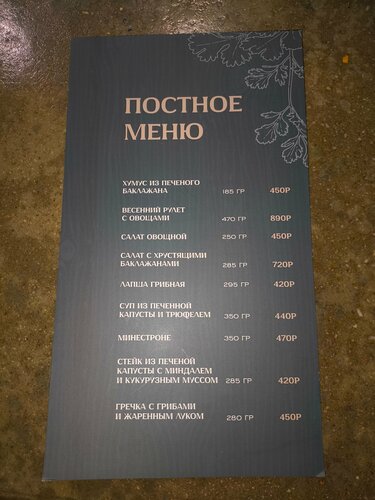 ПОСТНОЕ
МЕНЮ
ХУМУС ИЗ ПЕЧЕНОГО
БАКЛАЖАНА 185 ГР 450Р
ВЕСЕННИЙ РУЛЕТ
С ОВОЩАМИ 470 ГР 890Р
САЛАТ ОВОЩНОЙ 250 ГР 450Р
САЛАТ С ХРУСТЯЩИМИ
БАКЛАЖАНАМИ 285 ГР 720Р
ЛАПША ГРИБНАЯ 295 ГР 420Р
СУП ИЗ ПЕЧЕННОЙ
КАПУСТЫ И ТРЮФЕЛЕМ 350 ГР 440Р
МИНЕСТРОНЕ 350 ГР 470Р
СТЕЙК ИЗ ПЕЧЕНОЙ
КАПУСТЫ С МИНДАЛЕМ
И КУКУРУЗНЫМ МУССОМ 285 ГР 420Р
ГРЕЧКА С ГРИБАМИ
И ЖАРЕННЫМ ЛУКОМ 280 ГР 450Р